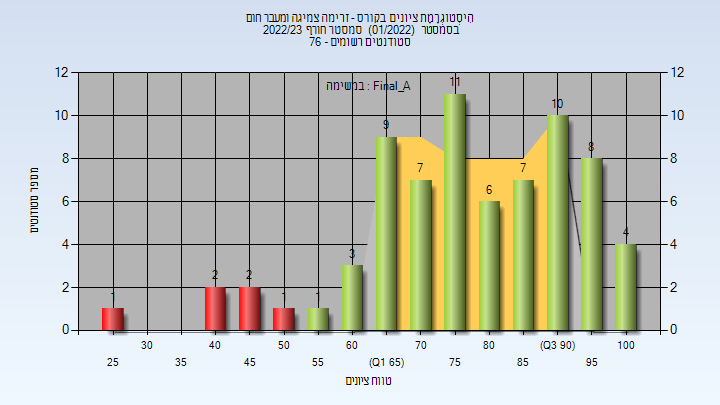 היסטוגרמת ציונים בקורס - זרימה צמיגה ומעבר חום
בסמסטר (01/2022) סמסטר חורף 2022/23
סטודנטים רשומים - 76
במשימה : Final_A
מספר סטודנטים
12 12
10 10
8 8
6 6
4 4
2 2
0 0
1 2 2 1 1 3 9 7 11 6 7 10 8 4
30 40 50 60 70 80 (Q3 90) 100
25 35 45 55 (Q1 65) 75 85 95
טווח ציונים